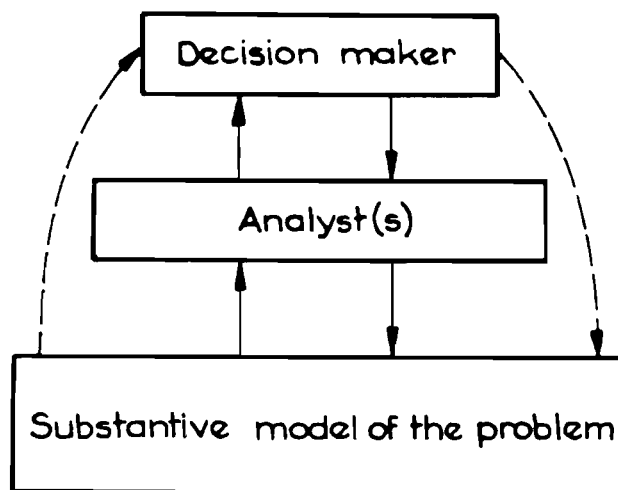 Decision maker
Analyst(s)
Substantive model of the problem